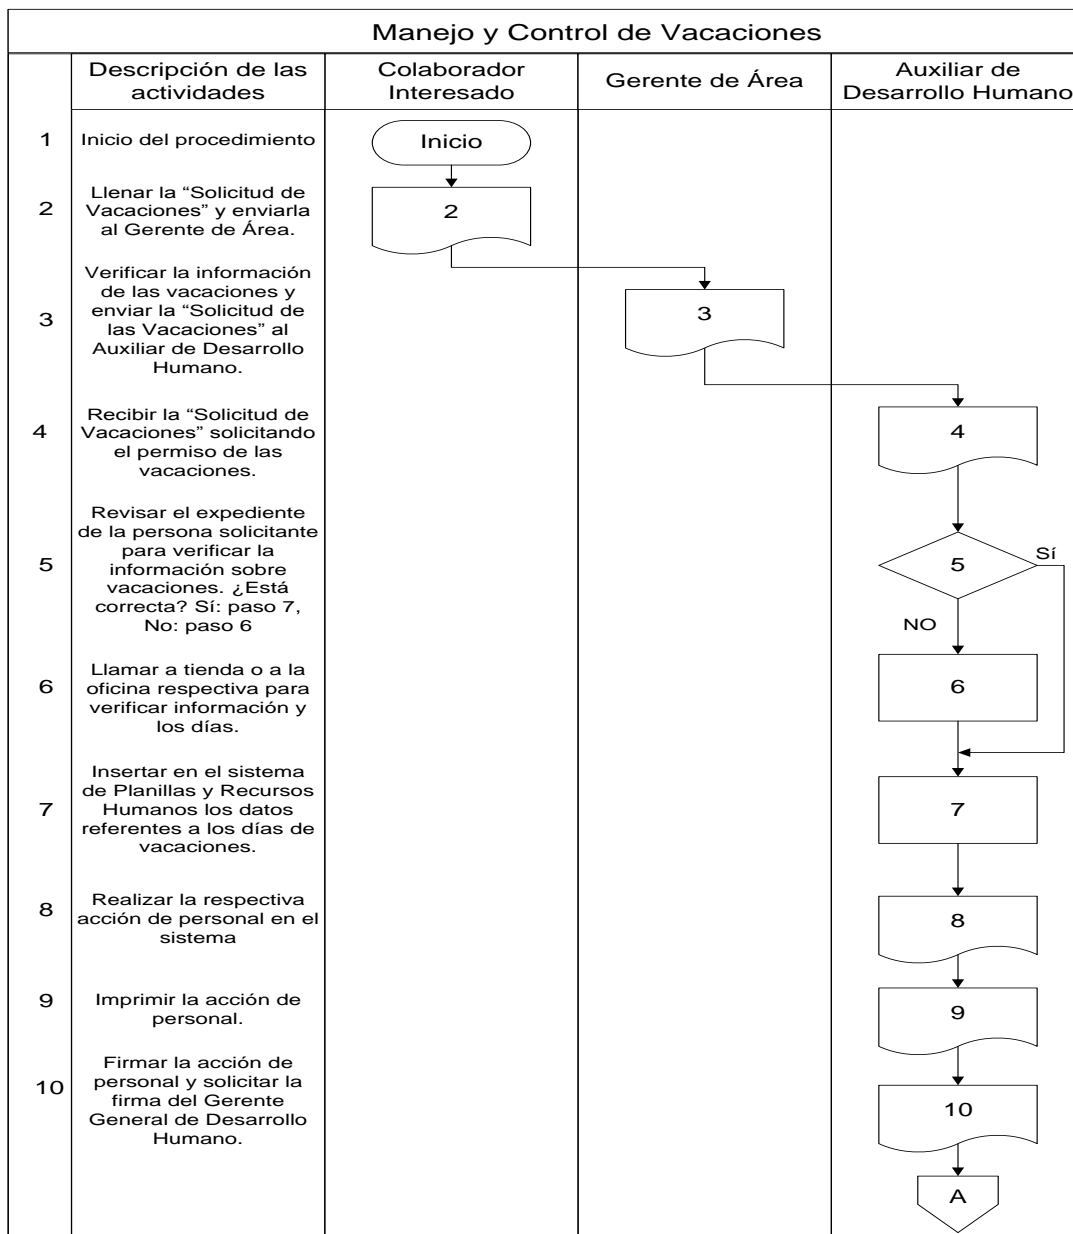 Manejo y Control de Vacaciones
Descripción de las
actividades
Colaborador
Interesado
Gerente de Área
Auxiliar de
Desarrollo Humano
1
Inicio del procedimiento
Inicio
2
Llenar la “Solicitud de
Vacaciones” y enviarla
al Gerente de Área.
2
3
Verificar la información
de las vacaciones y
enviar la “Solicitud de
las Vacaciones” al
Auxiliar de Desarrollo
Humano.
3
4
Recibir la “Solicitud de
Vacaciones” solicitando
el permiso de las
vacaciones.
4
5
Revisar el expediente
de la persona solicitante
para verificar la
información sobre
vacaciones. ¿Está
correcta? Sí: paso 7,
No: paso 6
5
Sí
NO
6
Llamar a tienda o a la
oficina respectiva para
verificar información y
los días.
6
7
Insertar en el sistema
de Planillas y Recursos
Humanos los datos
referentes a los días de
vacaciones.
7
8
Realizar la respectiva
acción de personal en el
sistema
8
9
Imprimir la acción de
personal.
9
10
Firmar la acción de
personal y solicitar la
firma del Gerente
General de Desarrollo
Humano.
10
A